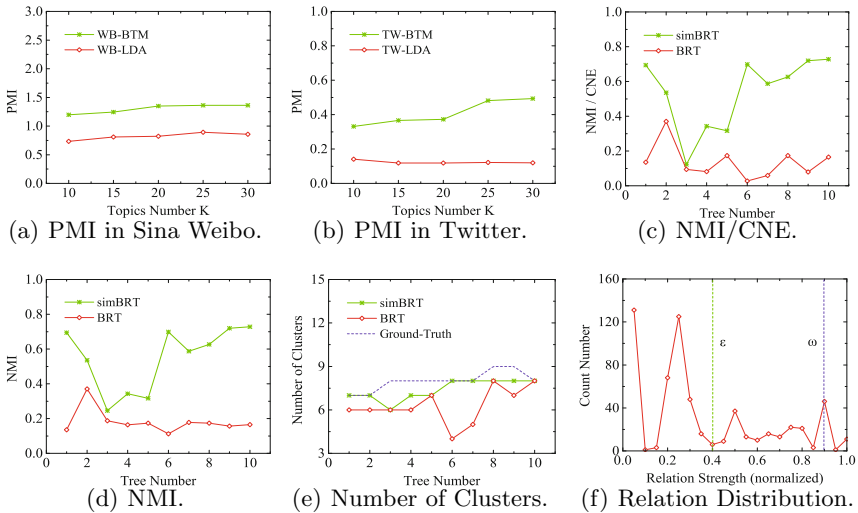 3.0
2.5
2.0
1.5
1.0
0.5
0.0
PMI
WB-BTM
WB-LDA
10 15 20 25 30
Topics Number K
(a) PMI in Sina Weibo.
1.0
0.8
0.6
0.4
0.2
0.0
PMI
TW-BTM
TW-LDA
10 15 20 25 30
Topics Number K
(b) PMI in Twitter.
1.0
0.8
0.6
0.4
0.2
0.0
NMI / CNE
simBRT
BRT
0 2 4 6 8 10
Tree Number
(c) NMI/CNE.
1.0
0.8
0.6
0.4
0.2
0.0
NMI
simBRT
BRT
0 2 4 6 8 10
Tree Number
(d) NMI.
15
12
9
6
3
Number of Clusters
simBRT
BRT
Ground-Truth
0 2 4 6 8 10
Tree Number
(e) Number of Clusters.
160
120
80
40
0
Count Number
ε
ω
0.0 0.2 0.4 0.6 0.8 1.0
Relation Strength (normalized)
(f) Relation Distribution.